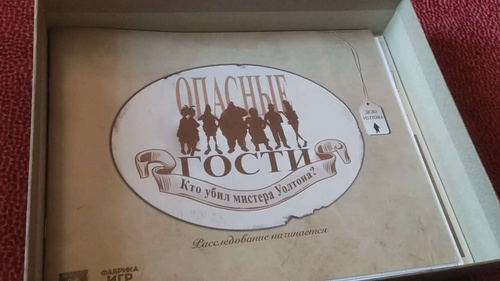 ОПАСНЫЕ
ГОСТИ
Кто убил мистера Уолтона?
ДЕЛО
УОЛТОНА
Расследование начинается
ФАБРИКА
ИГР